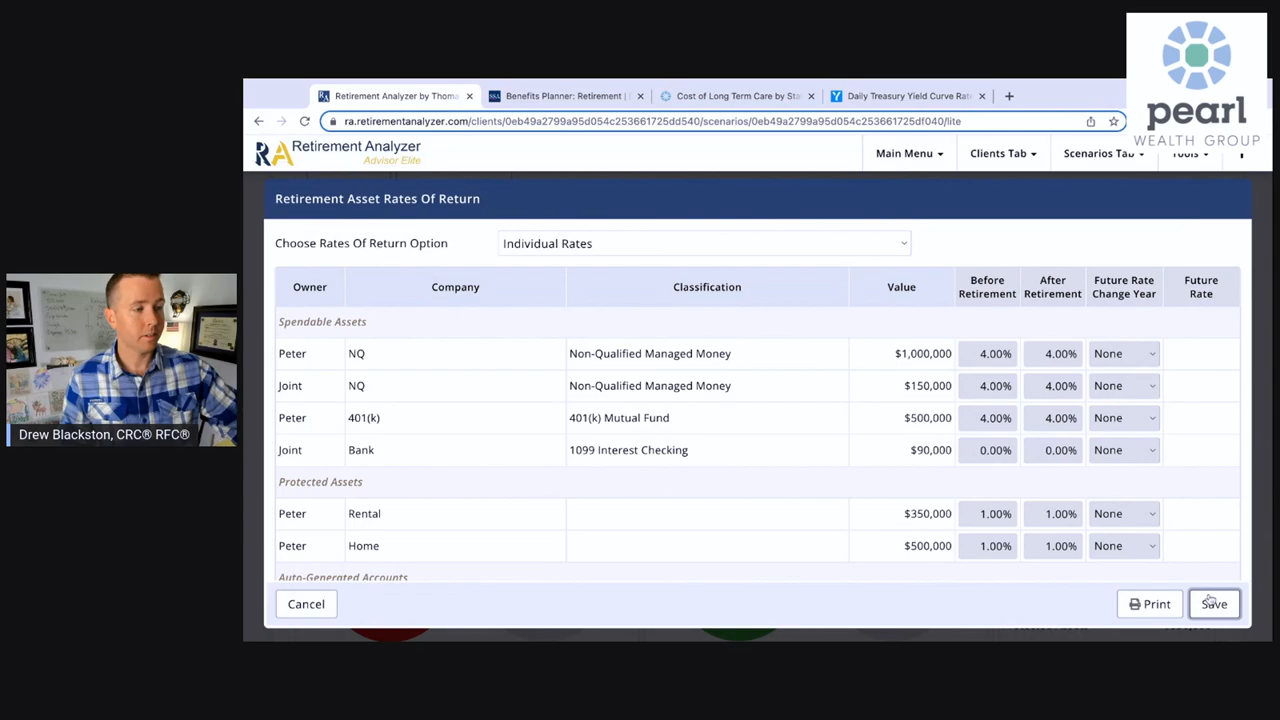 pearl
WEALTH GROUP
Retirement Analyzer by Thoma
Benefits Planner: Retirement |
Cost of Long Term Care by Sta
Daily Treasury Yield Curve Rat
ra.retirementanalyzer.com/clients/0eb49a2799a95d054c253661725dd540/scenarios/0eb49a2799a95d054c253661725df040/lite
RA Retirement Analyzer
Advisor Elite
Main Menu
Clients Tab
Scenarios Tab
Tools
Retirement Asset Rates Of Return
Choose Rates Of Return Option Individual Rates
Owner Company Classification Value Before Retirement After Retirement Future Rate Change Year Future Rate
Spendable Assets
Peter NQ Non-Qualified Managed Money $1,000,000 4.00% 4.00% None
Joint NQ Non-Qualified Managed Money $150,000 4.00% 4.00% None
Peter 401(k) 401(k) Mutual Fund $500,000 4.00% 4.00% None
Joint Bank 1099 Interest Checking $90,000 0.00% 0.00% None
Protected Assets
Peter Rental $350,000 1.00% 1.00% None
Peter Home $500,000 1.00% 1.00% None
Auto-Generated Accounts
Cancel Print Save
Drew Blackston, CRC® RFC®